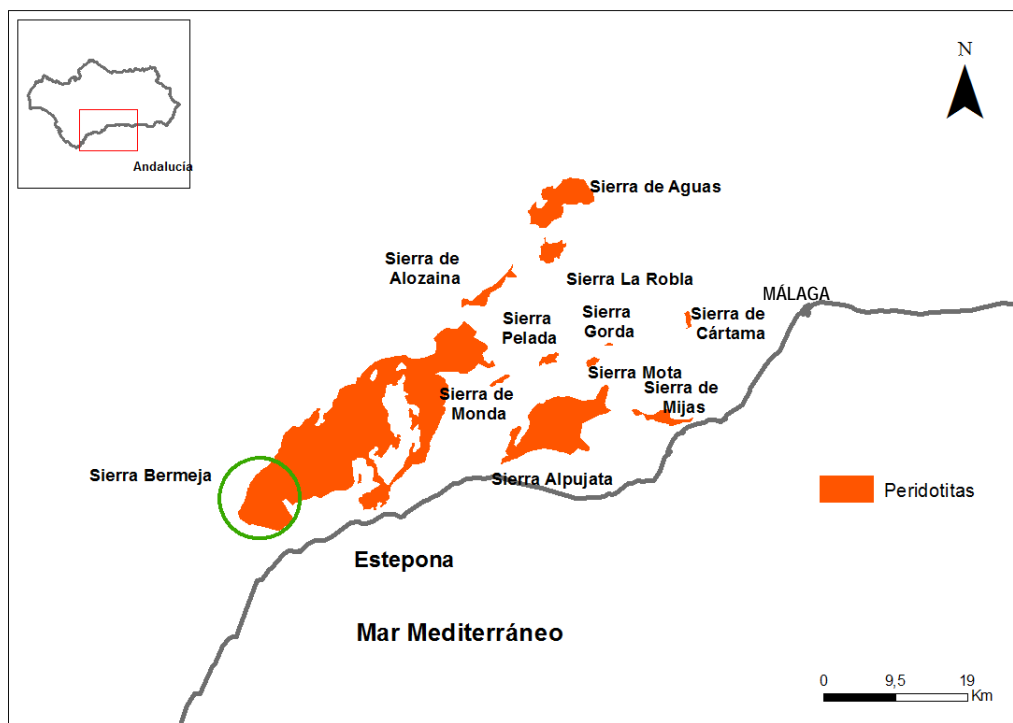 Andalucía
N
Sierra de Aguas
Sierra de
Alozaina
Sierra La Robla
MÁLAGA
Sierra
Pelada
Sierra
Gorda
Sierra de
Cártama
Sierra Mota
Sierra de
Monda
Sierra de
Mijas
Sierra Bermeja
Sierra Alpujata
Peridotitas
Estepona
Mar Mediterráneo
0 9,5 19
Km